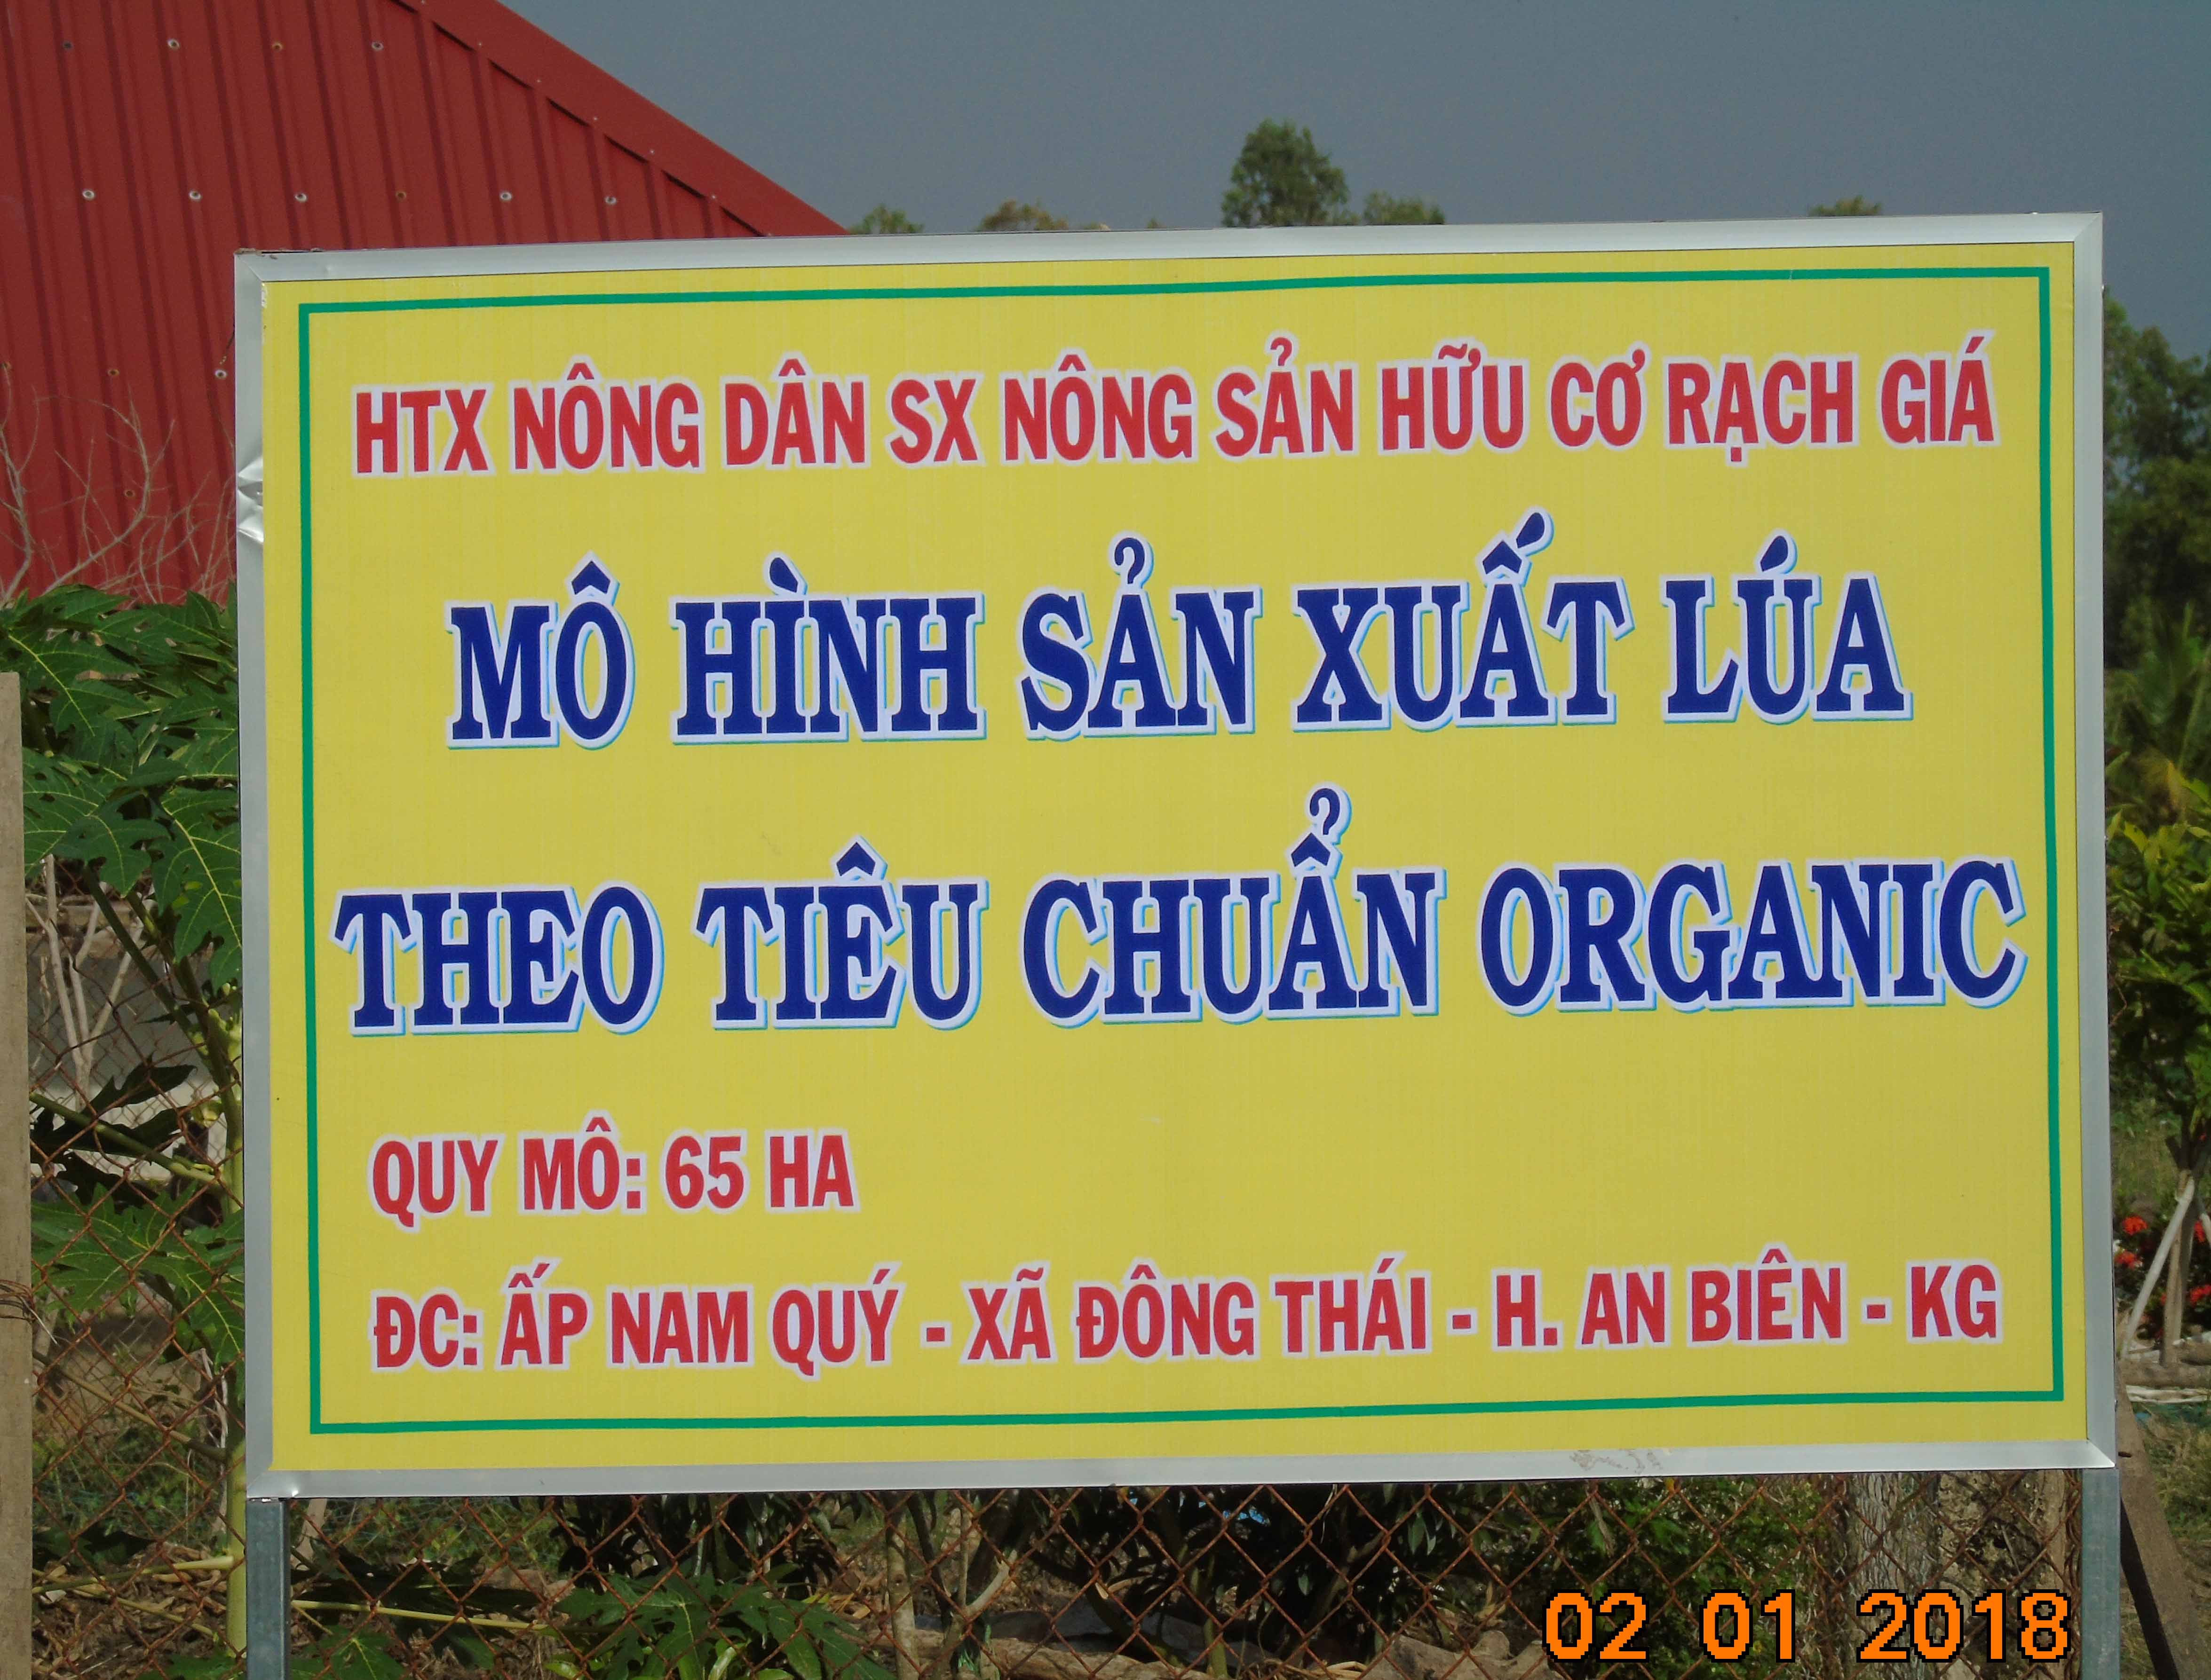 HTX NÔNG DÂN SX NÔNG SẢN HỮU CƠ RẠCH GIÁ
MÔ HÌNH SẢN XUẤT LÚA
THEO TIÊU CHUẨN ORGANIC
QUY MÔ: 65 HA
ĐC: ẤP NAM QUÝ - XÃ ĐÔNG THÁI - H. AN BIÊN - KG
02 01 2018